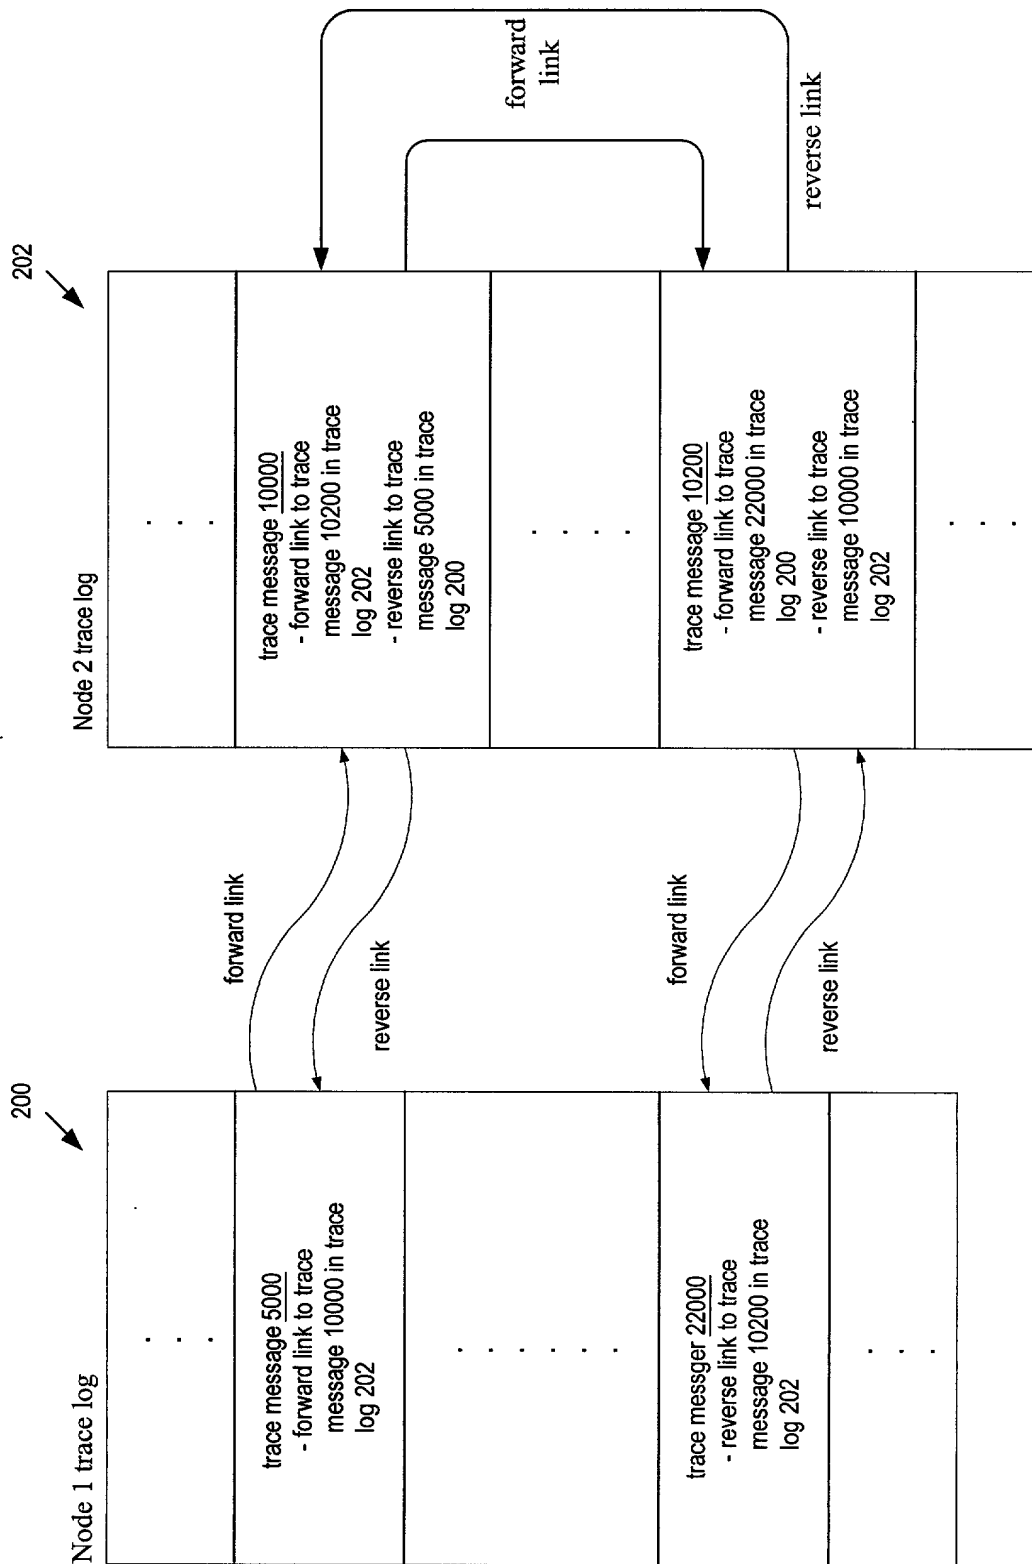 Node 1 trace log
200
trace message 5000
- forward link to trace
message 10000 in trace
log 202
trace messger 22000
- reverse link to trace
message 10200 in trace
log 202
forward link
reverse link
forward link
reverse link
Node 2 trace log
202
trace message 10000
- forward link to trace
message 10200 in trace
log 202
- reverse link to trace
message 5000 in trace
log 200
trace message 10200
- forward link to trace
message 22000 in trace
log 200
- reverse link to trace
message 10000 in trace
log 202
forward
link
reverse link